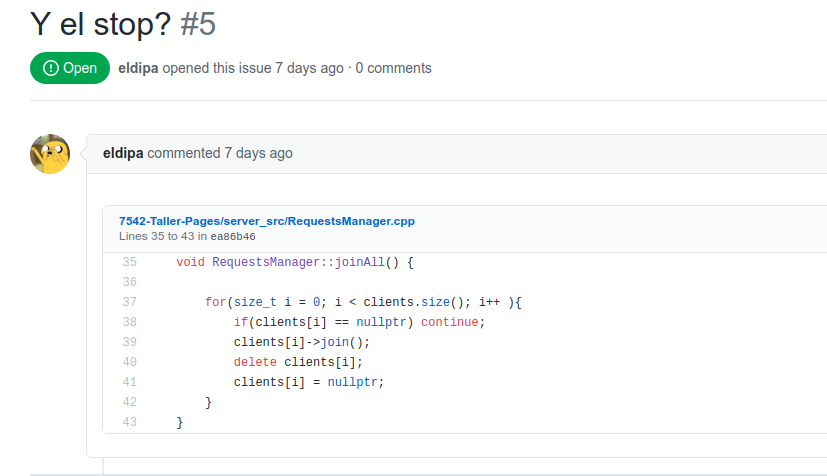 Y el stop? #5
Open eldipa opened this issue 7 days ago · 0 comments
eldipa commented 7 days ago
7542-Taller-Pages/server_src/RequestsManager.cpp
Lines 35 to 43 in ea86b46
35 void RequestsManager::joinAll() {
36
37 for(size_t i = 0; i < clients.size(); i++ ){
38 if(clients[i] == nullptr) continue;
39 clients[i]->join();
40 delete clients[i];
41 clients[i] = nullptr;
42 }
43 }